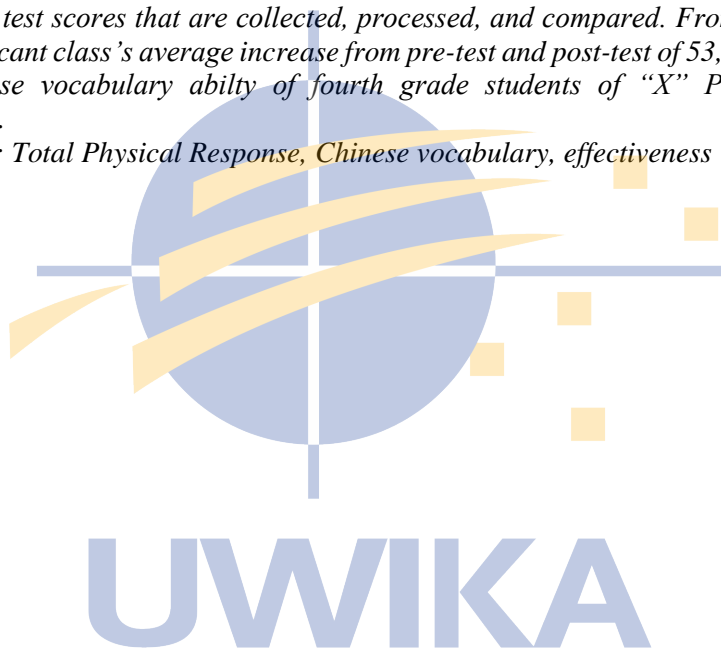 test scores that are collected, processed, and compared. Fro
cant class's average increase from pre-test and post-test of 53,
se vocabulary abilty of fourth grade students of “X” P
.
: Total Physical Response, Chinese vocabulary, effectiveness
UWIKA